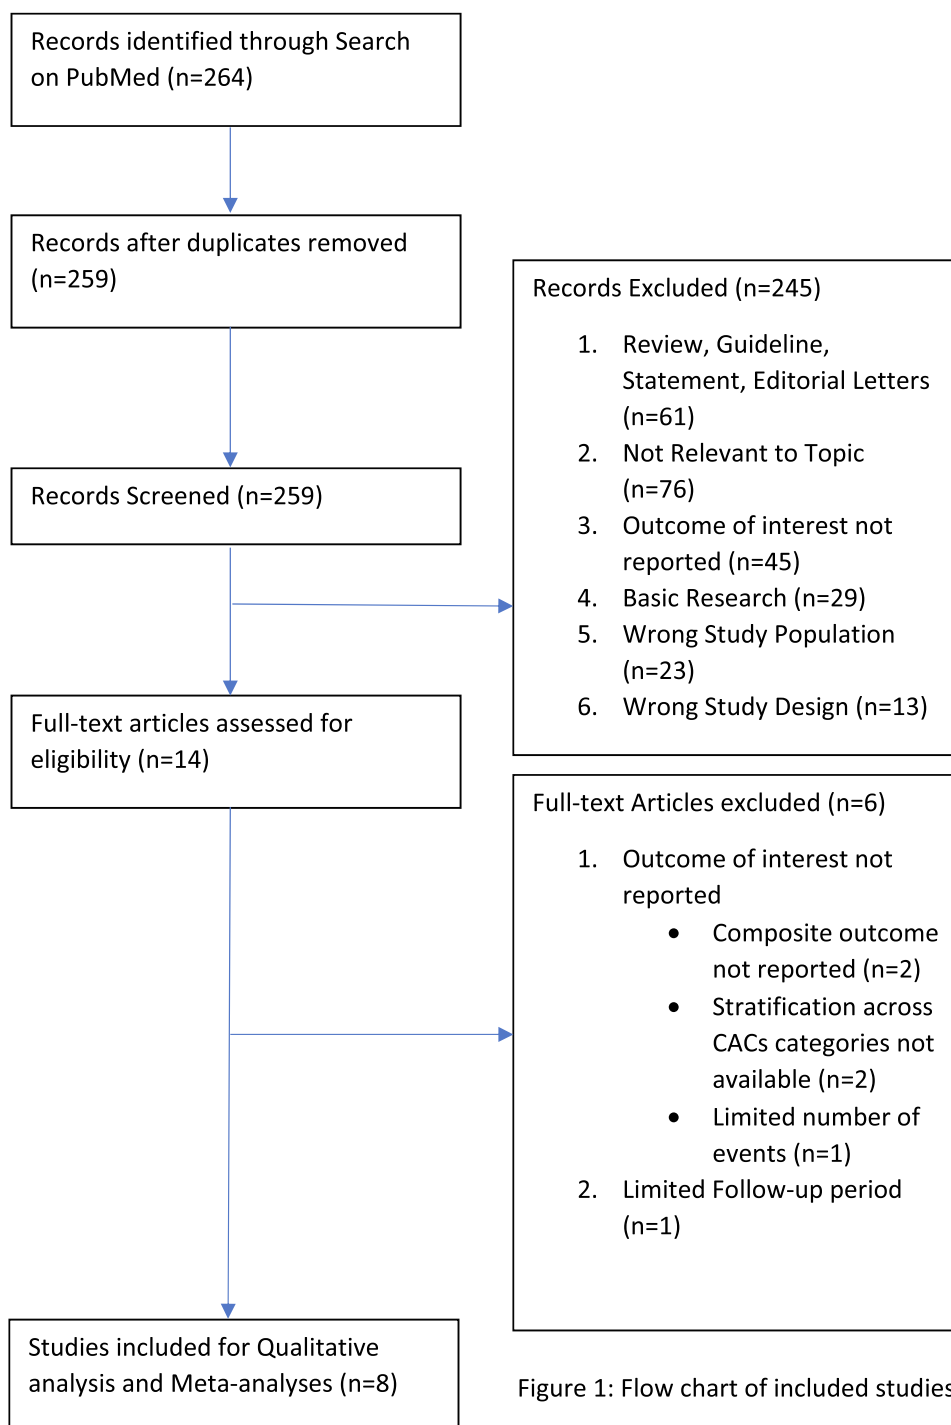 Records identified through Search
on PubMed (n=264)
Records after duplicates removed
(n=259)
Records Excluded (n=245)
1. Review, Guideline,
Statement, Editorial Letters
(n=61)
2. Not Relevant to Topic
(n=76)
3. Outcome of interest not
reported (n=45)
4. Basic Research (n=29)
5. Wrong Study Population
(n=23)
6. Wrong Study Design (n=13)
Records Screened (n=259)
Full-text articles assessed for
eligibility (n=14)
Full-text Articles excluded (n=6)
1. Outcome of interest not
reported
• Composite outcome
not reported (n=2)
• Stratification across
CACs categories not
available (n=2)
• Limited number of
events (n=1)
2. Limited Follow-up period
(n=1)
Studies included for Qualitative
analysis and Meta-analyses (n=8)
Figure 1: Flow chart of included studies